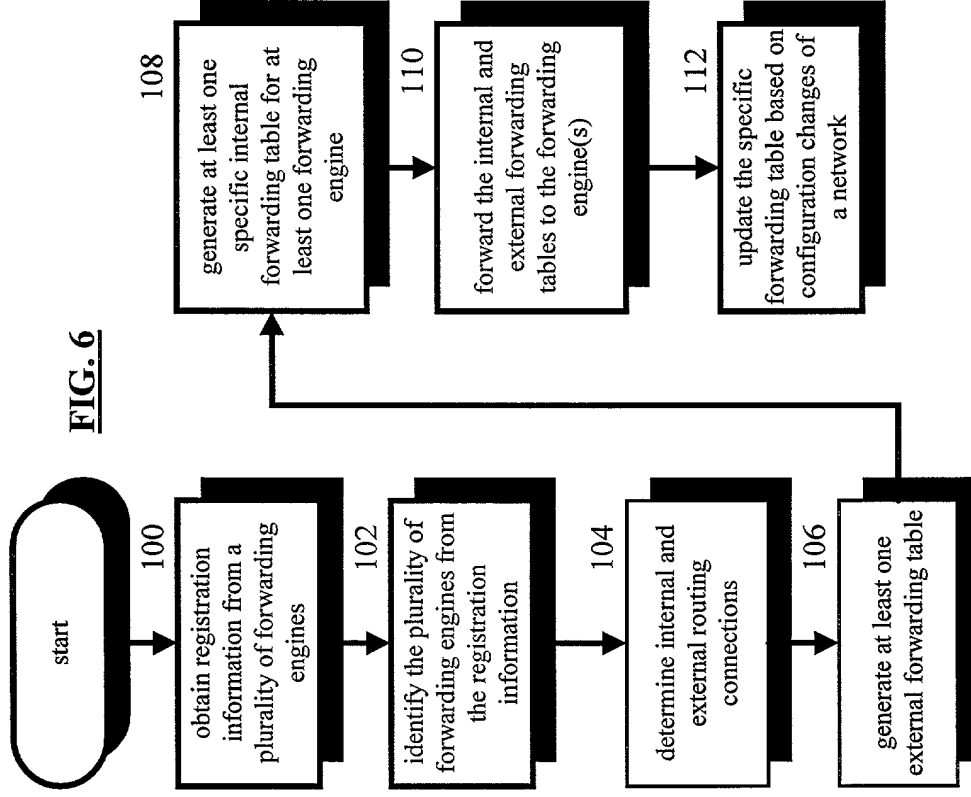 FIG. 6
start
100
obtain registration
information from a
plurality of forwarding
engines
102
identify the plurality of
forwarding engines from
the registration
information
104
determine internal and
external routing
connections
106
generate at least one
external forwarding table
108
generate at least one
specific internal
forwarding table for at
least one forwarding
engine
110
forward the internal and
external forwarding
tables to the forwarding
engine(s)
112
update the specific
forwarding table based on
configuration changes of
a network